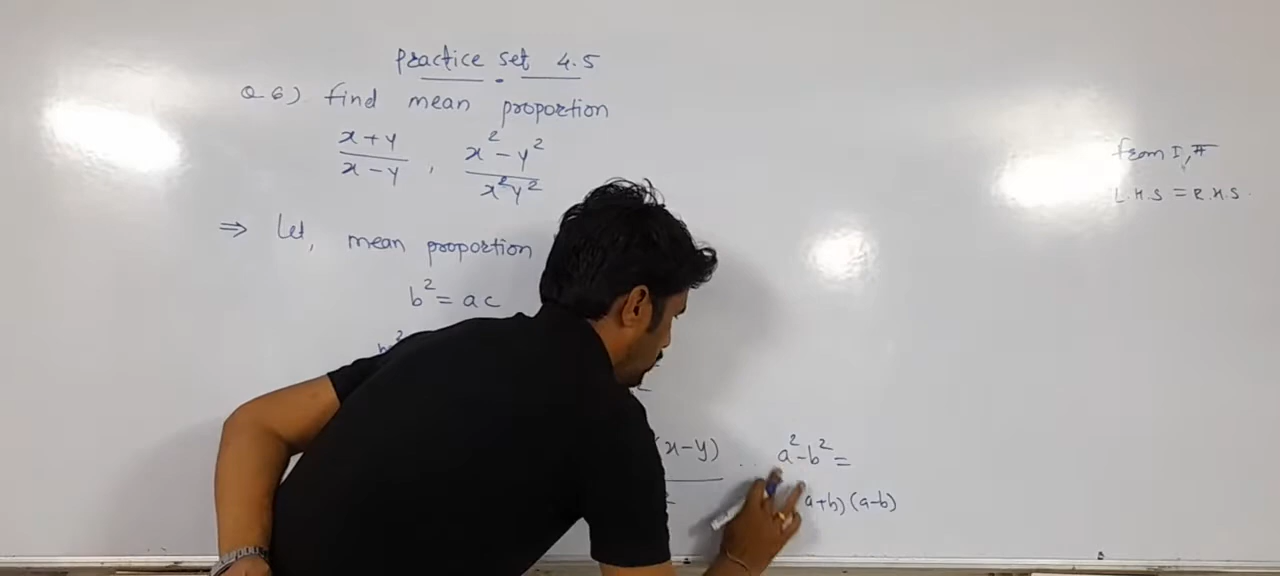 Practice set 4.5
Q 6) find mean proportion
x+y/x-y , x²-y²/x²y²
⇒ Let, mean proportion
b² = ac
b²
(x-y) .. a²-b² =
a+b) (a-b)
from I, II
L.H.S = R.H.S.